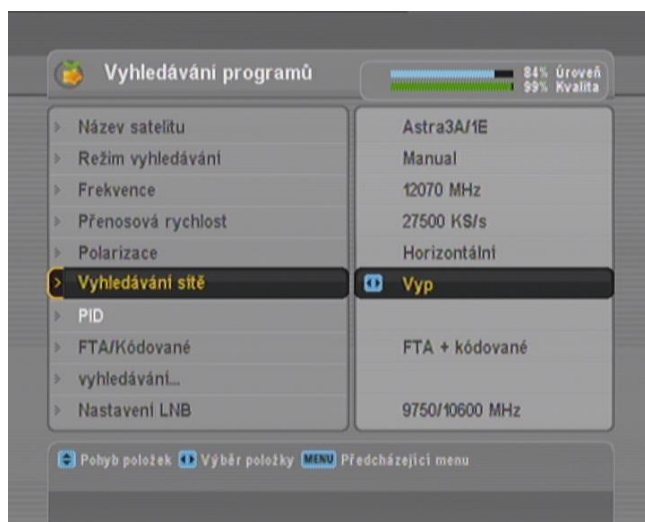 Vyhledávání programů
84% Úroveň
99% Kvalita
Název satelitu Astra3A/1E
Režim vyhledávání Manual
Frekvence 12070 MHz
Přenosová rychlost 27500 KS/s
Polarizace Horizontální
Vyhledávání sítě Vyp
PID
FTA/Kódované FTA + kódované
vyhledávání...
Nastavení LNB 9750/10600 MHz
Pohyb položek Výběr položky MENU Předcházející menu